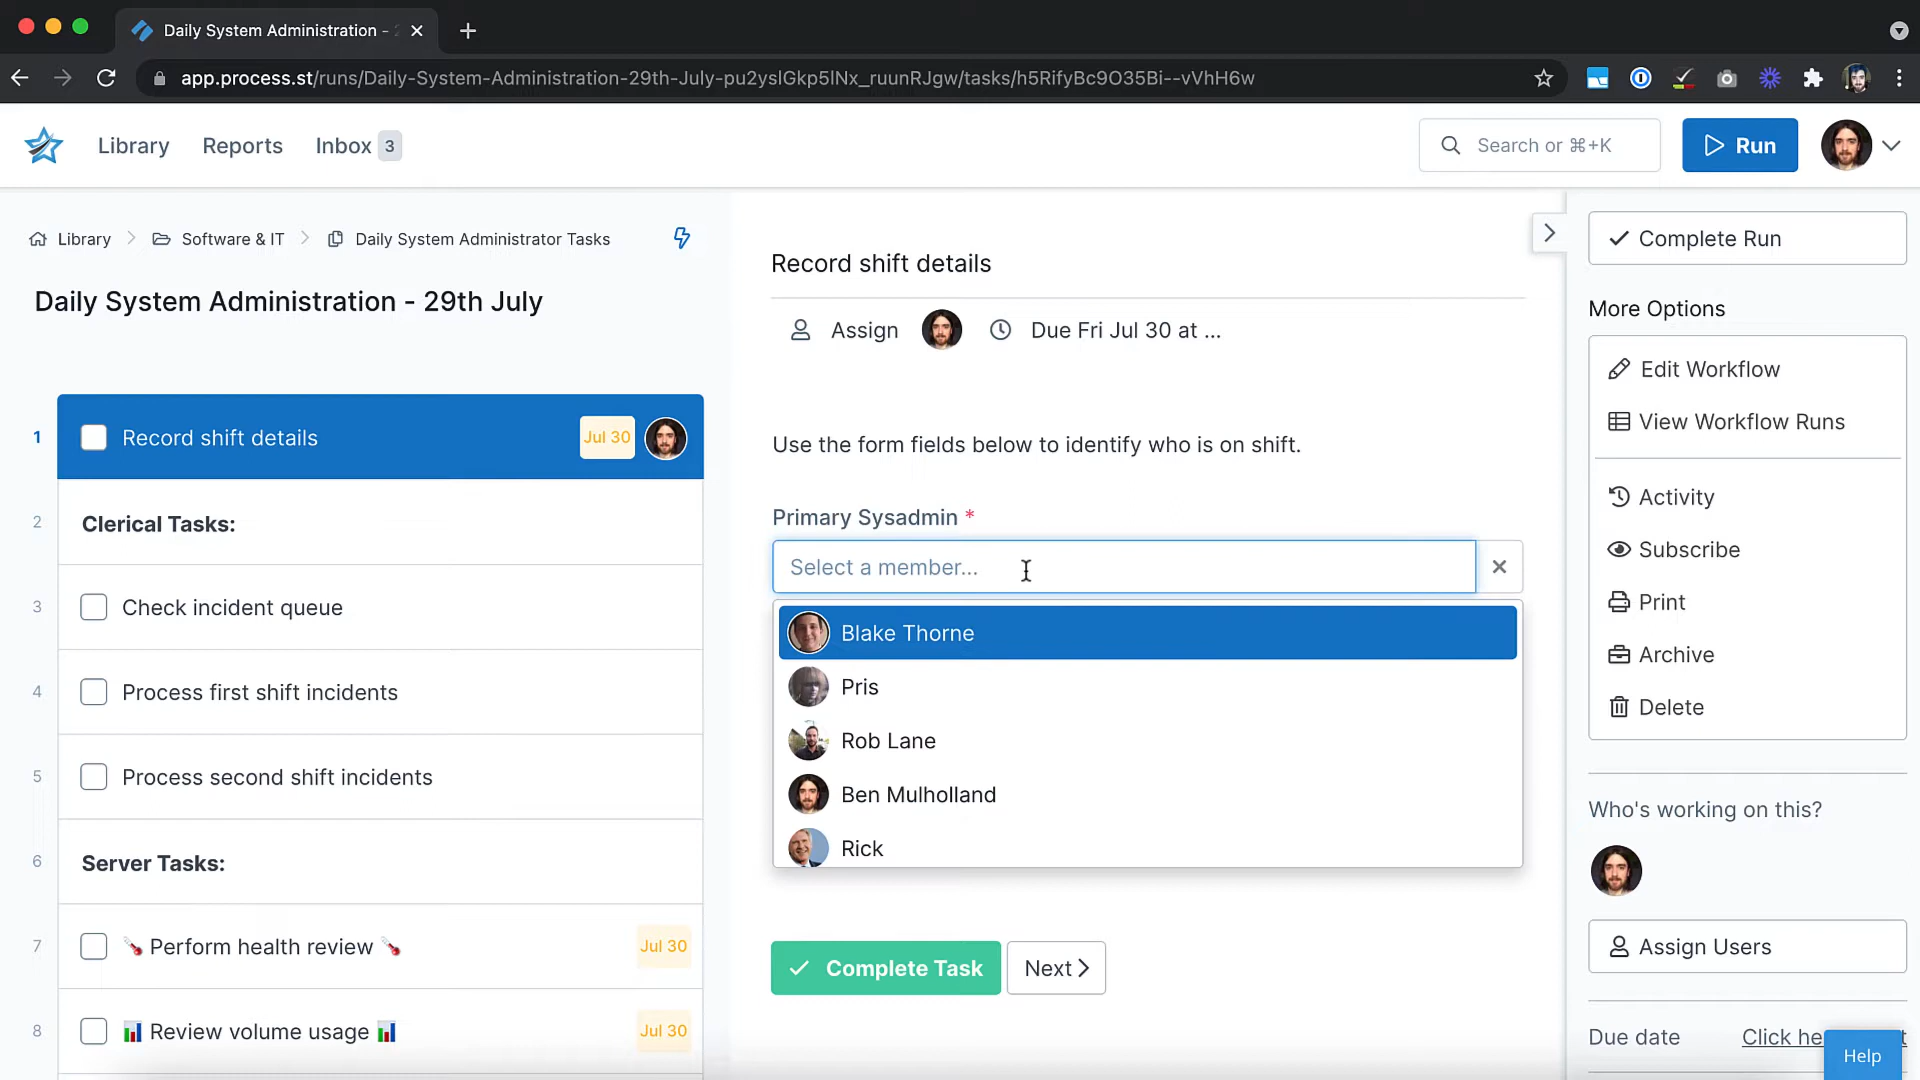 Daily System Administration -
app.process.st/runs/Daily-System-Administration-29th-July-pu2yslGkp5lNx_ruunRJgw/tasks/h5RifyBc9O35Bi--vVhH6w
Library
Reports
Inbox 3
Search or ⌘+K
Run
Library
Software & IT
Daily System Administrator Tasks
Daily System Administration - 29th July
1 Record shift details Jul 30
2 Clerical Tasks:
3 Check incident queue
4 Process first shift incidents
5 Process second shift incidents
6 Server Tasks:
7 🌡️ Perform health review 🌡️ Jul 30
8 📊 Review volume usage 📊 Jul 30
Record shift details
Assign
Due Fri Jul 30 at ...
Use the form fields below to identify who is on shift.
Primary Sysadmin *
Select a member...
Blake Thorne
Pris
Rob Lane
Ben Mulholland
Rick
Complete Task
Next
Complete Run
More Options
Edit Workflow
View Workflow Runs
Activity
Subscribe
Print
Archive
Delete
Who's working on this?
Assign Users
Due date Click he
Help